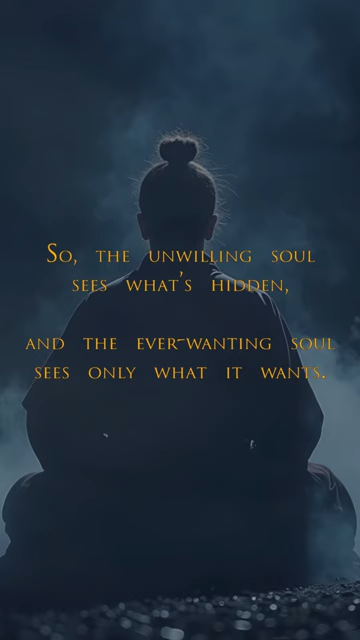 So, the unwilling soul
sees what's hidden,
and the ever-wanting soul
sees only what it wants.